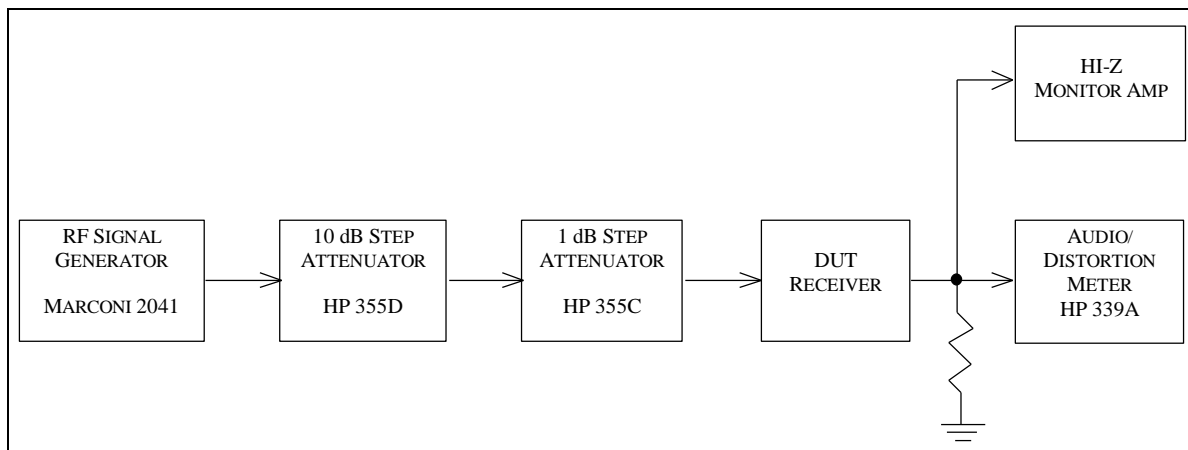 HI-Z
MONITOR AMP
RF SIGNAL
GENERATOR
MARCONI 2041
10 dB STEP
ATTENUATOR
HP 355D
1 dB STEP
ATTENUATOR
HP 355C
DUT
RECEIVER
AUDIO/
DISTORTION
METER
HP 339A